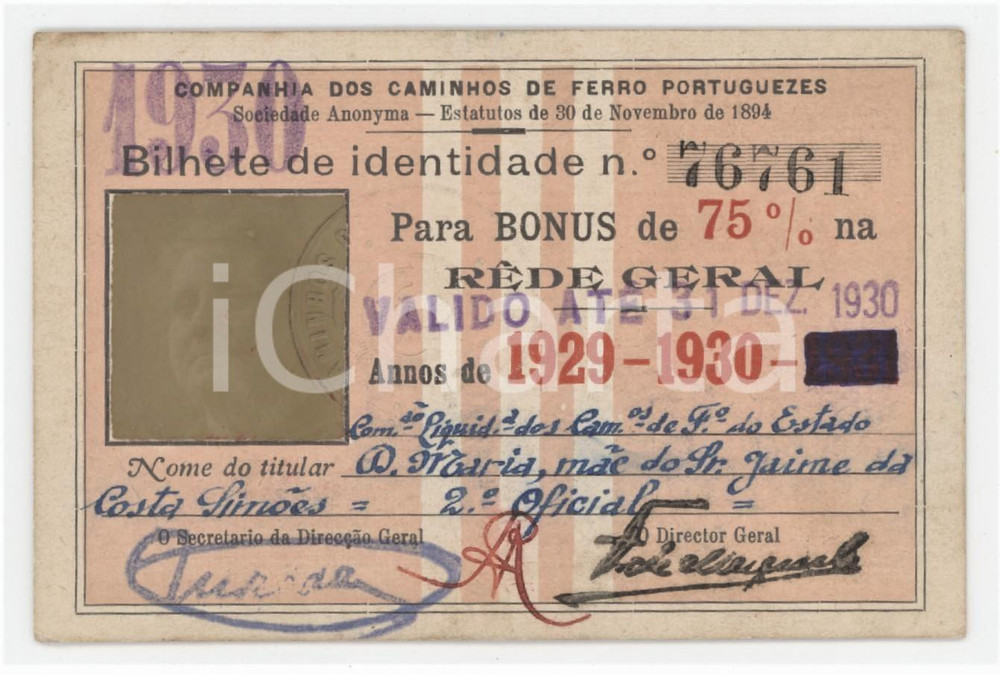 1930
COMPANHIA DOS CAMINHOS DE FERRO PORTUGUEZES
Sociedade Anonyma — Estatutos de 30 de Novembro de 1894
Bilhete de identidade n.º 76761
Para BONUS de 75 % na
RÊDE GERAL
VALIDO ATÉ 31 DEZ. 1930
Annos de 1929-1930-
iCharta
Com.ão Liquid.ª dos Cam.os de F.º do Estado
Nome do titular D. Maria, mãe do Sr. Jaime da
Costa Simões = 2.º Oficial =
O Secretario da Direcção Geral
O Director Geral